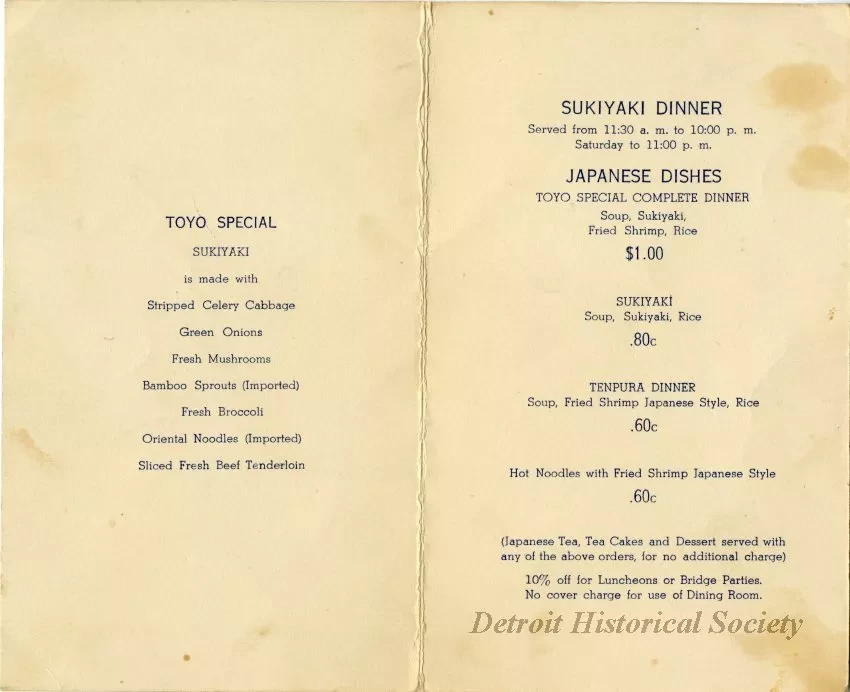 TOYO SPECIAL
SUKIYAKI
is made with
Stripped Celery Cabbage
Green Onions
Fresh Mushrooms
Bamboo Sprouts (Imported)
Fresh Broccoli
Oriental Noodles (Imported)
Sliced Fresh Beef Tenderloin
SUKIYAKI DINNER
Served from 11:30 a. m. to 10:00 p. m.
Saturday to 11:00 p. m.
JAPANESE DISHES
TOYO SPECIAL COMPLETE DINNER
Soup, Sukiyaki,
Fried Shrimp, Rice
$1.00
SUKIYAKI
Soup, Sukiyaki, Rice
.80c
TENPURA DINNER
Soup, Fried Shrimp Japanese Style, Rice
.60c
Hot Noodles with Fried Shrimp Japanese Style
.60c
(Japanese Tea, Tea Cakes and Dessert served with
any of the above orders, for no additional charge)
10% off for Luncheons or Bridge Parties.
No cover charge for use of Dining Room.
Detroit Historical Society